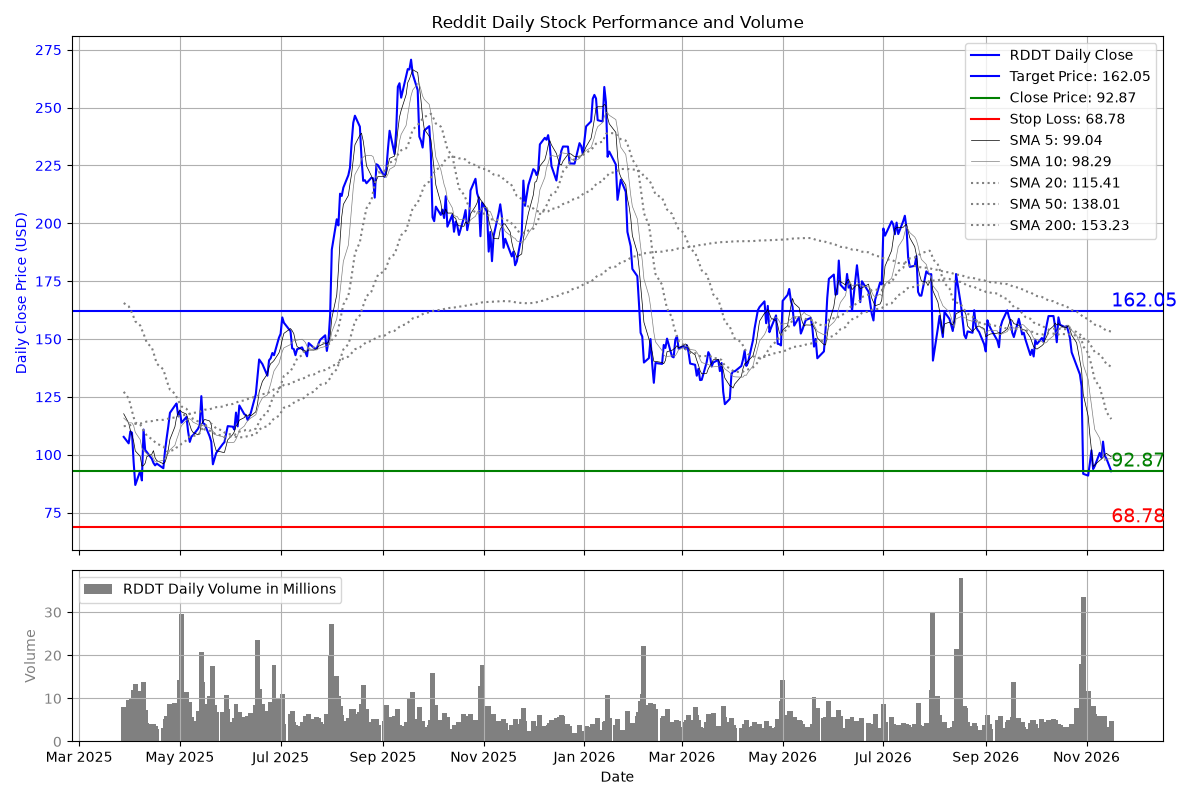 Reddit Daily Stock Performance and Volume
275
250
225
200
175
150
125
100
75
Daily Close Price (USD)
RDDT Daily Close
Target Price: 162.05
Close Price: 92.87
Stop Loss: 68.78
SMA 5: 99.04
SMA 10: 98.29
SMA 20: 115.41
SMA 50: 138.01
SMA 200: 153.23
162.05
92.87
68.78
RDDT Daily Volume in Millions
30
20
10
0
Volume
Mar 2025
May 2025
Jul 2025
Sep 2025
Nov 2025
Jan 2026
Mar 2026
May 2026
Jul 2026
Sep 2026
Nov 2026
Date